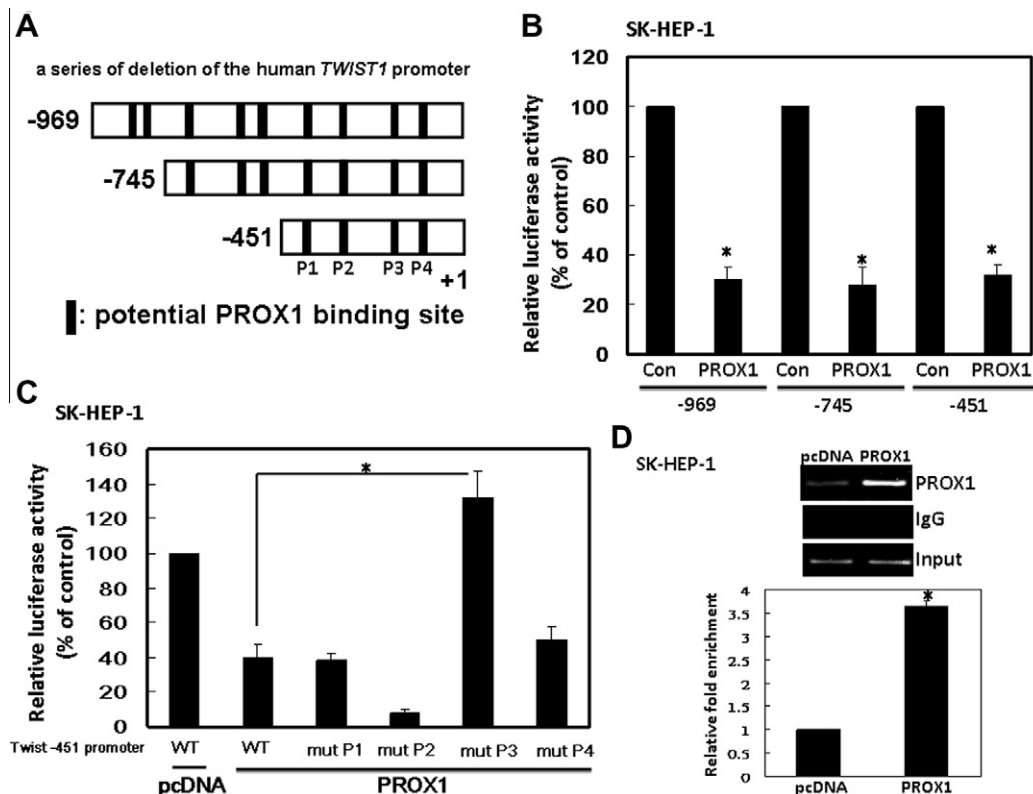 A
a series of deletion of the human TWIST1 promoter
-969
-745
-451
P1 P2 P3 P4
+1
: potential PROX1 binding site
B
SK-HEP-1
Relative luciferase activity
(% of control)
120
100
80
60
40
20
0
* * *
Con PROX1 Con PROX1 Con PROX1
-969 -745 -451
C
SK-HEP-1
Relative luciferase activity
(% of control)
160
140
120
100
80
60
40
20
0
*
Twist -451 promoter WT WT mut P1 mut P2 mut P3 mut P4
pcDNA PROX1
D
SK-HEP-1
pcDNA PROX1
PROX1
IgG
Input
Relative fold enrichment
4
3.5
3
2.5
2
1.5
1
0.5
0
*
pcDNA PROX1